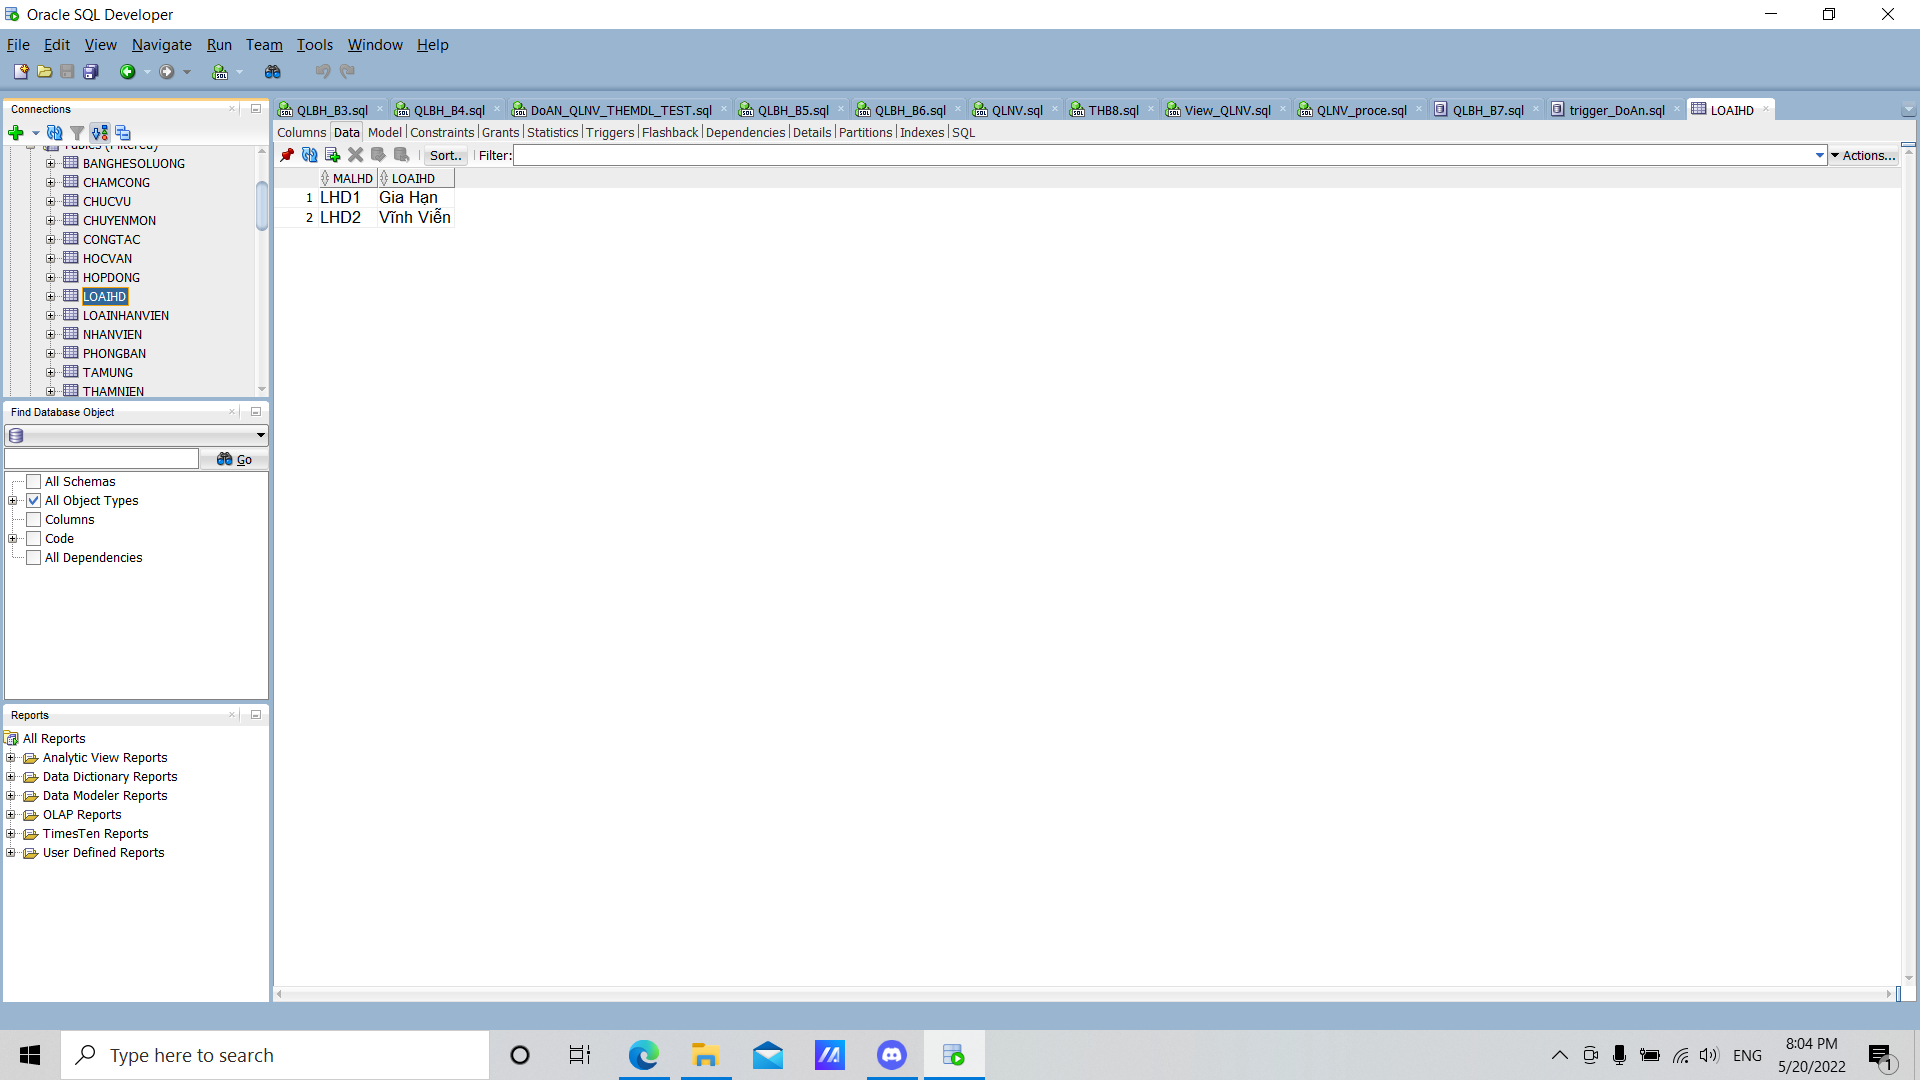 Oracle SQL Developer
File Edit View Navigate Run Team Tools Window Help
Connections
Tables (Filtered)
BANGHESOLUONG
CHAMCONG
CHUCVU
CHUYENMON
CONGTAC
HOCVAN
HOPDONG
LOAIHD
LOAINHANVIEN
NHANVIEN
PHONGBAN
TAMUNG
THAMNIEN
Find Database Object
Go
All Schemas
All Object Types
Columns
Code
All Dependencies
Reports
All Reports
Analytic View Reports
Data Dictionary Reports
Data Modeler Reports
OLAP Reports
TimesTen Reports
User Defined Reports
QLBH_B3.sql QLBH_B4.sql DoAN_QLNV_THEMDL_TEST.sql QLBH_B5.sql QLBH_B6.sql QLNV.sql THB8.sql View_QLNV.sql QLNV_proce.sql QLBH_B7.sql trigger_DoAn.sql LOAIHD
Columns Data Model Constraints Grants Statistics Triggers Flashback Dependencies Details Partitions Indexes SQL
Sort.. Filter: Actions...
MALHD LOAIHD
1 LHD1 Gia Hạn
2 LHD2 Vĩnh Viễn
Type here to search
ENG
8:04 PM
5/20/2022
1